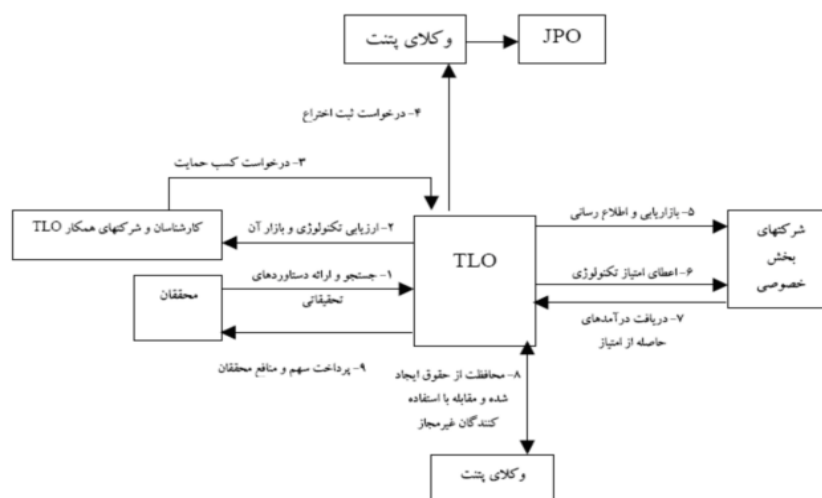 وکلای پتنت
JPO
۴- درخواست ثبت اختراع
۳- درخواست کسب حمایت
کارشناسان و شرکتهای همکار TLO
۲- ارزیابی تکنولوژی و بازار آن
TLO
۵- بازاریابی و اطلاع رسانی
شرکتهای
بخش
خصوصی
محققان
۱- جستجو و ارائه دستاوردهای
تحقیقاتی
۶- اعطای امتیاز تکنولوژی
۷- دریافت درآمدهای
حاصله از امتیاز
۹- پرداخت سهم و منافع محققان
۸- محافظت از حقوق ایجاد
شده و مقابله با استفاده
کنندگان غیرمجاز
وکلای پتنت